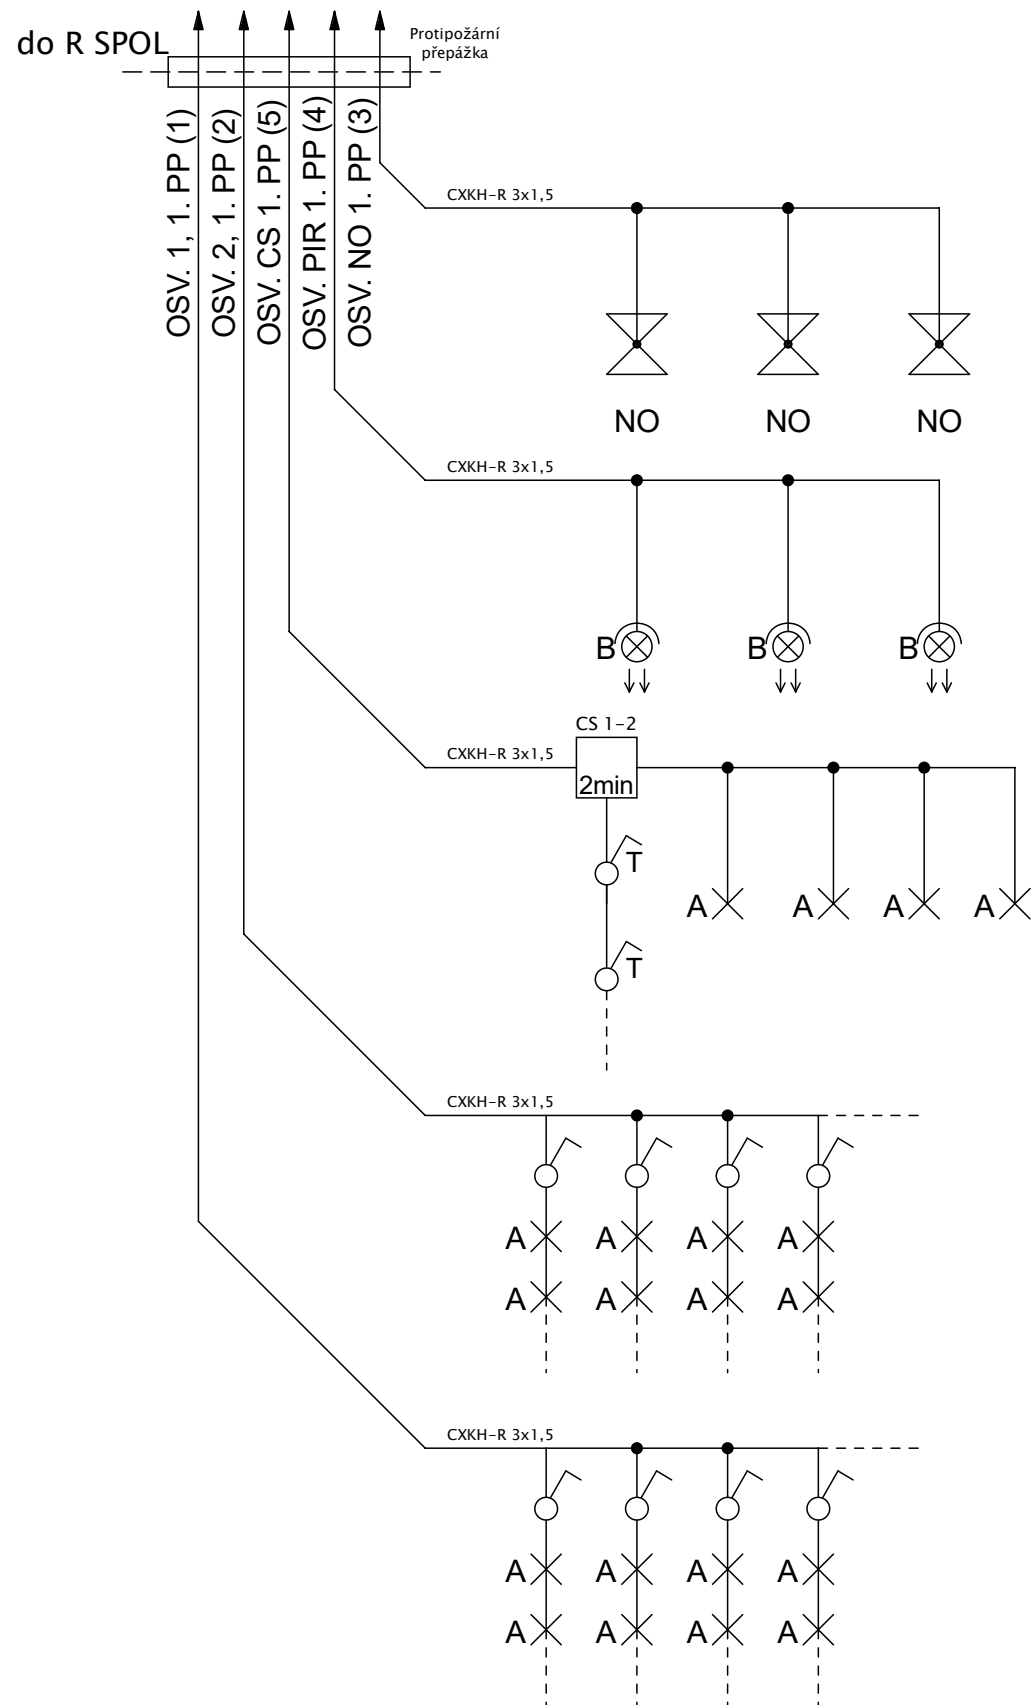 do R SPOL
Protipožární
přepážka
OSV. 1, 1. PP (1)
OSV. 2, 1. PP (2)
OSV. CS 1. PP (5)
OSV. PIR 1. PP (4)
OSV. NO 1. PP (3)
CXKH-R 3x1,5
NO NO NO
CXKH-R 3x1,5
B B B
CS 1-2
CXKH-R 3x1,5
2min
T
A A A A
T
CXKH-R 3x1,5
A A A A
A A A A
CXKH-R 3x1,5
A A A A
A A A A